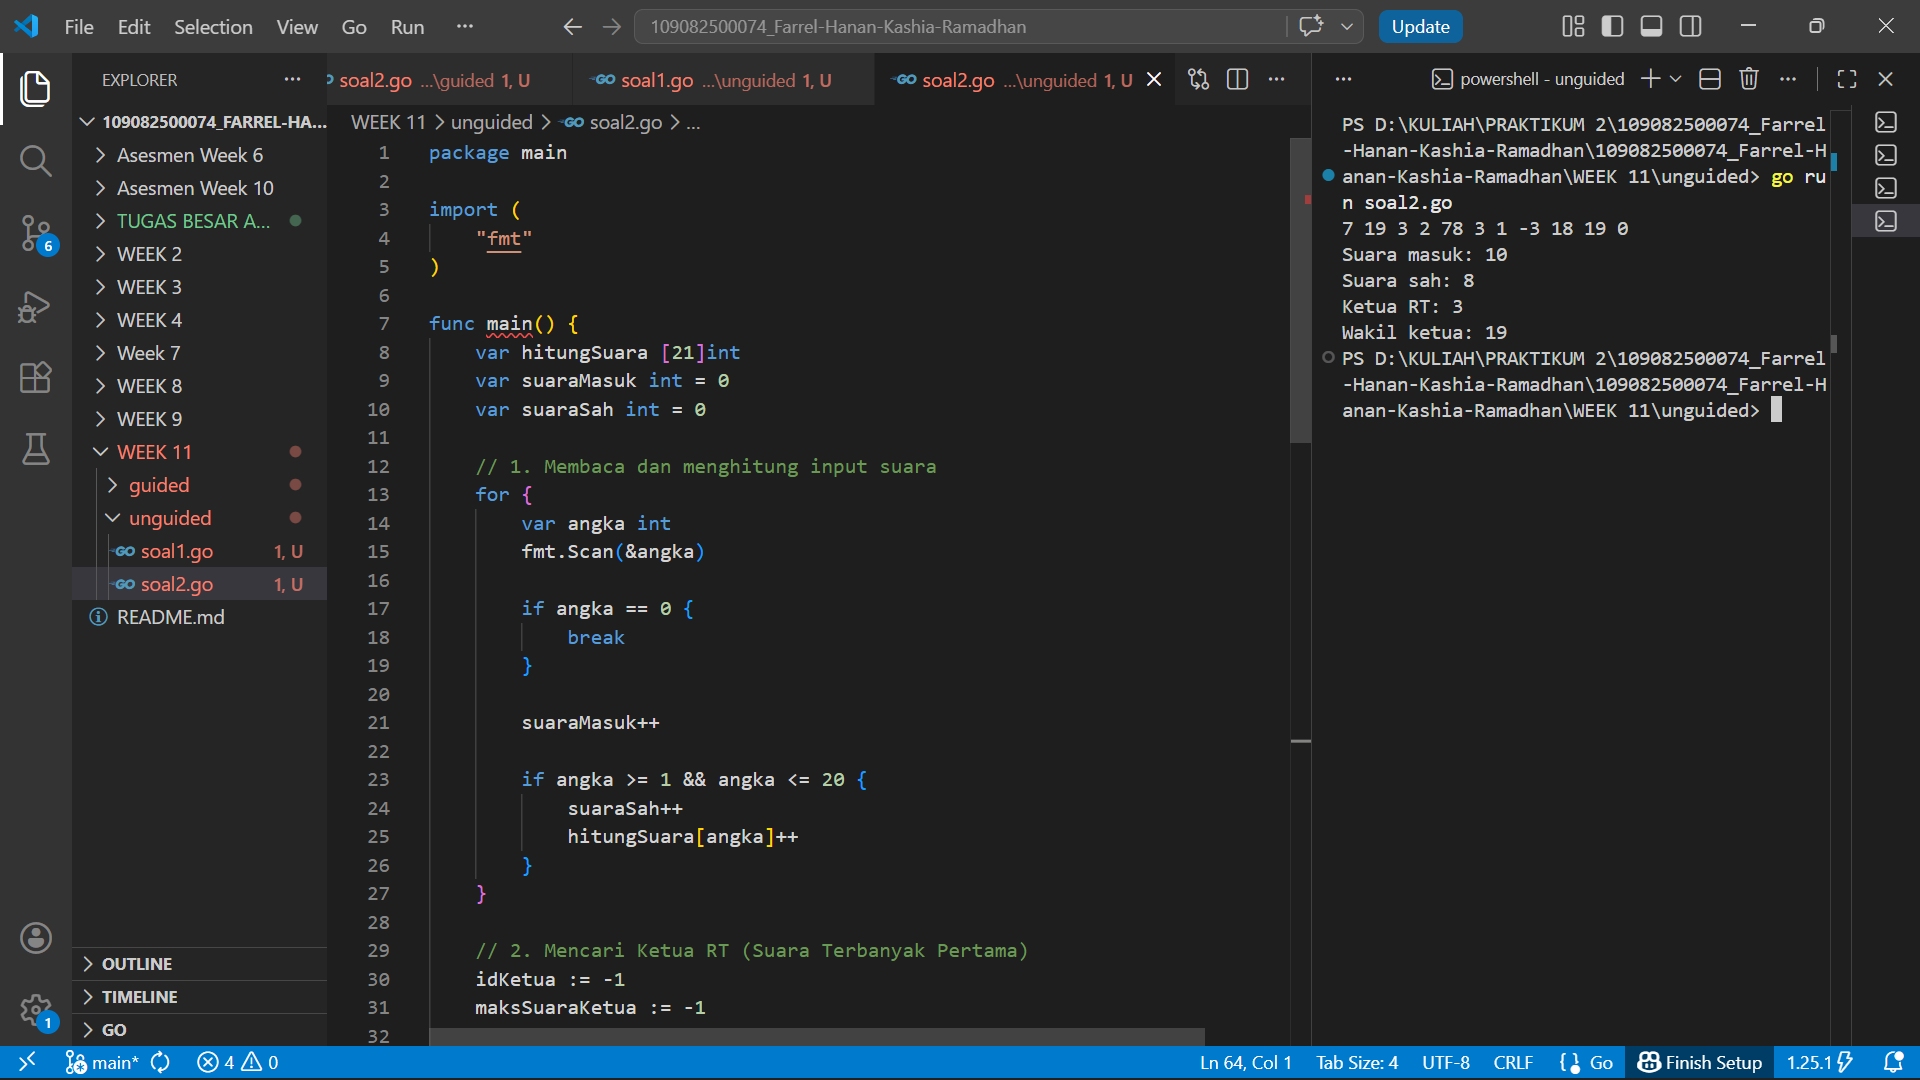 File Edit Selection View Go Run ··· 109082500074_Farrel-Hanan-Kashia-Ramadhan Update
EXPLORER
109082500074_FARREL-HA...
Asesmen Week 6
Asesmen Week 10
TUGAS BESAR A...
WEEK 2
WEEK 3
WEEK 4
Week 7
WEEK 8
WEEK 9
WEEK 11
guided
unguided
GO soal1.go 1, U
GO soal2.go 1, U
README.md
OUTLINE
TIMELINE
GO
soal2.go ...\guided 1, U GO soal1.go ...\unguided 1, U GO soal2.go ...\unguided 1, U
WEEK 11 > unguided > GO soal2.go > ...
1 package main
2
3 import (
4 "fmt"
5 )
6
7 func main() {
8 var hitungSuara [21]int
9 var suaraMasuk int = 0
10 var suaraSah int = 0
11
12 // 1. Membaca dan menghitung input suara
13 for {
14 var angka int
15 fmt.Scan(&angka)
16
17 if angka == 0 {
18 break
19 }
20
21 suaraMasuk++
22
23 if angka >= 1 && angka <= 20 {
24 suaraSah++
25 hitungSuara[angka]++
26 }
27 }
28
29 // 2. Mencari Ketua RT (Suara Terbanyak Pertama)
30 idKetua := -1
31 maksSuaraKetua := -1
32
powershell - unguided
PS D:\KULIAH\PRAKTIKUM 2\109082500074_Farrel
-Hanan-Kashia-Ramadhan\109082500074_Farrel-H
anan-Kashia-Ramadhan\WEEK 11\unguided> go ru
n soal2.go
7 19 3 2 78 3 1 -3 18 19 0
Suara masuk: 10
Suara sah: 8
Ketua RT: 3
Wakil ketua: 19
PS D:\KULIAH\PRAKTIKUM 2\109082500074_Farrel
-Hanan-Kashia-Ramadhan\109082500074_Farrel-H
anan-Kashia-Ramadhan\WEEK 11\unguided>
6
1
main* 4 0 Ln 64, Col 1 Tab Size: 4 UTF-8 CRLF {} Go Finish Setup 1.25.1